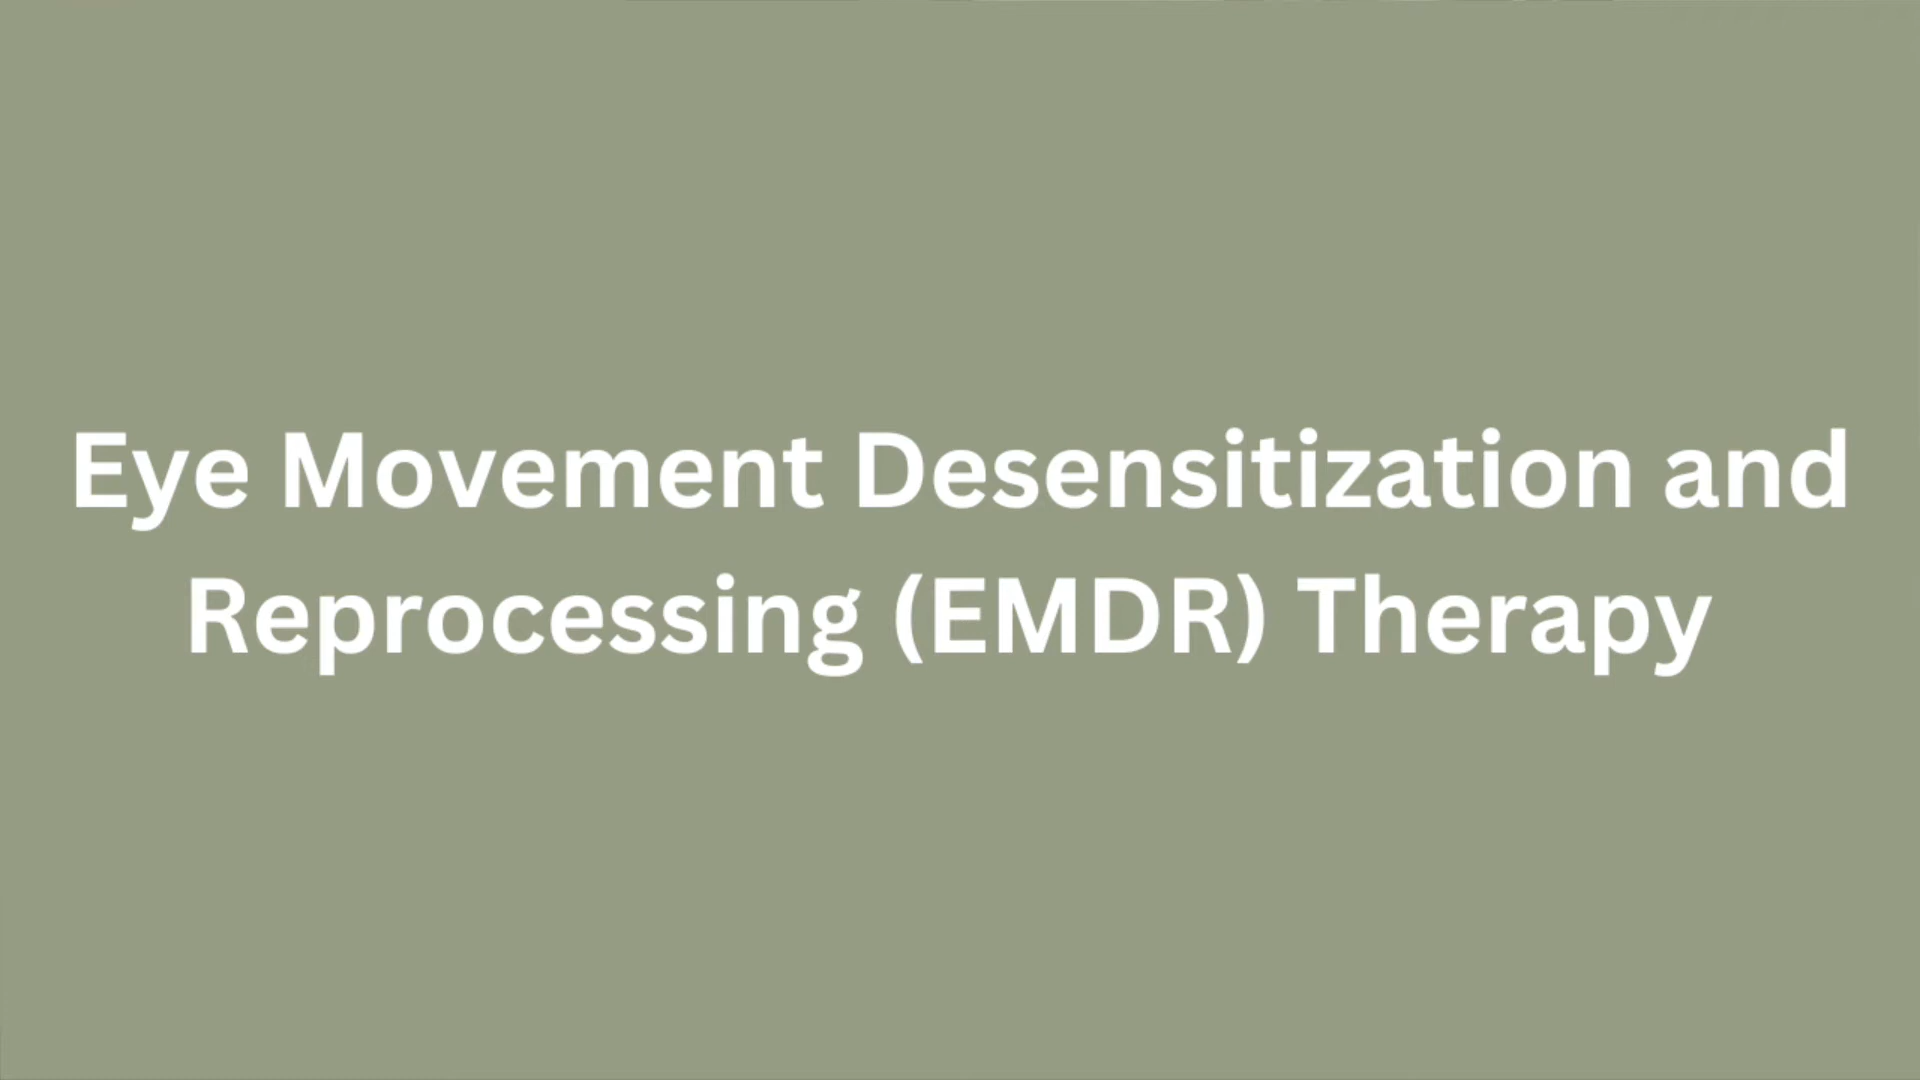 Eye Movement Desensitization and
Reprocessing (EMDR) Therapy